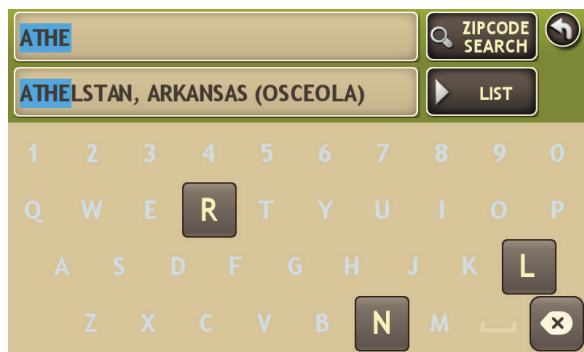 ATHE
ZIPCODE SEARCH
ATHELSTAN, ARKANSAS (OSCEOLA)
LIST
1 2 3 4 5 6 7 8 9 0
Q W E R T Y U I O P
A S D F G H J K L
Z X C V B N M